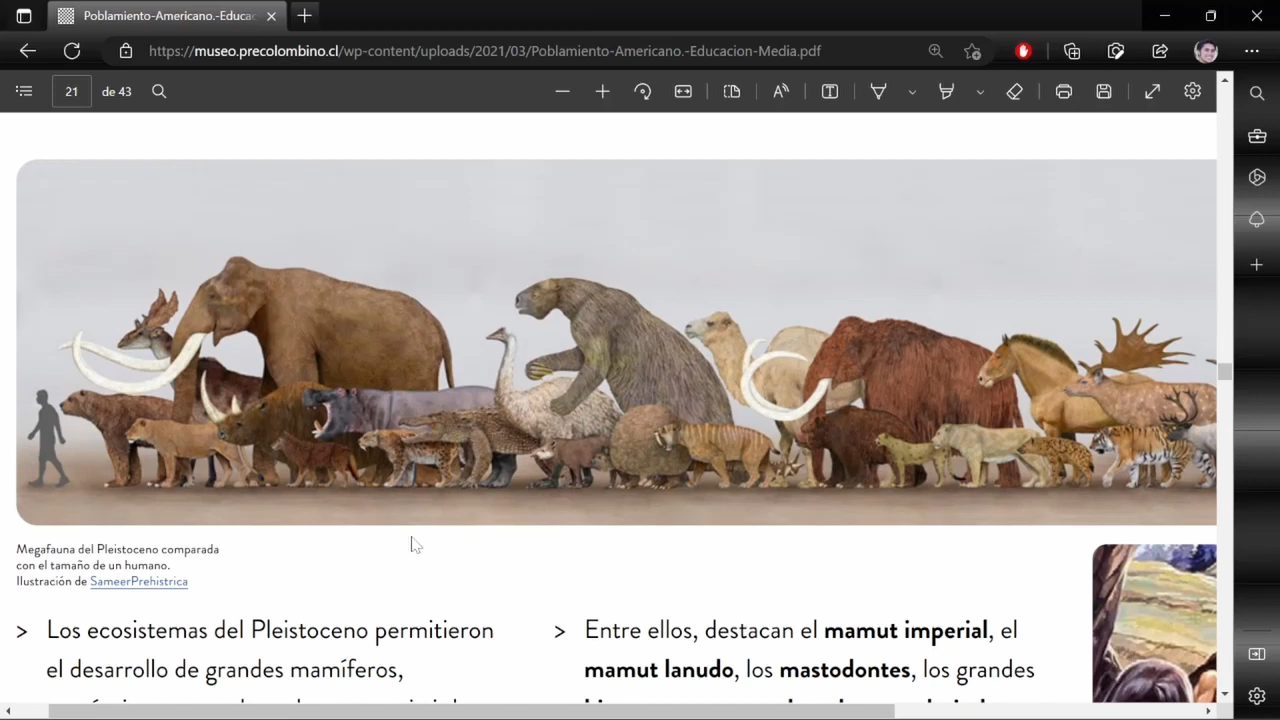 Poblamiento-Americano.-Educac
https://museo.precolombino.cl/wp-content/uploads/2021/03/Poblamiento-Americano.-Educacion-Media.pdf
21 de 43
Megafauna del Pleistoceno comparada
con el tamaño de un humano.
Ilustración de SameerPrehistrica
> Los ecosistemas del Pleistoceno permitieron
el desarrollo de grandes mamíferos,
> Entre ellos, destacan el mamut imperial, el
mamut lanudo, los mastodontes, los grandes